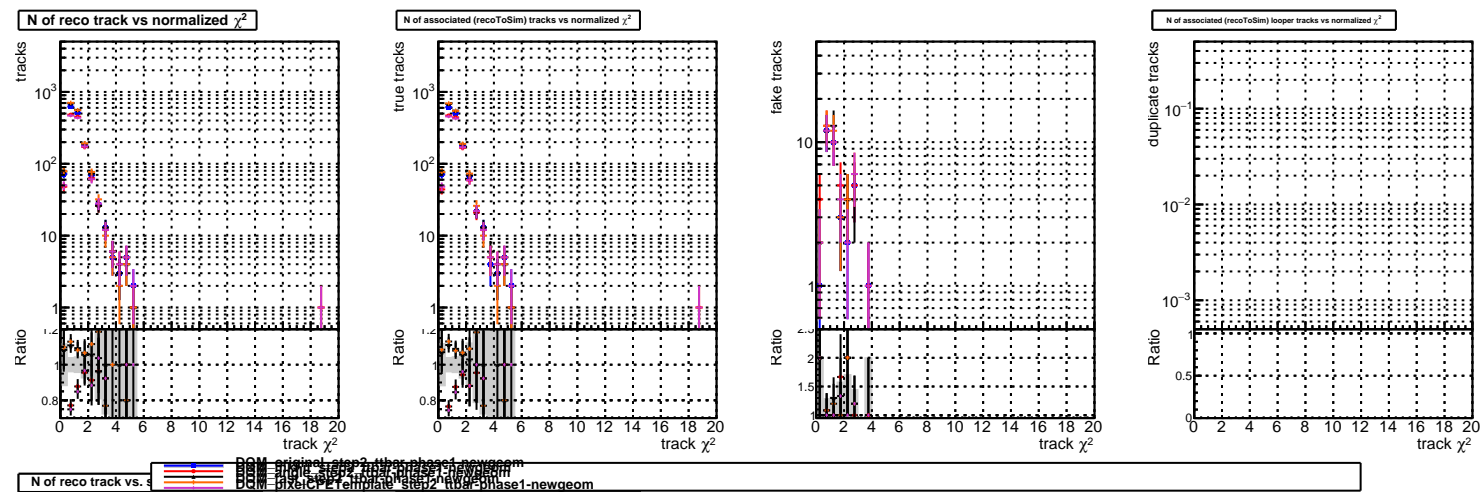 N of reco track vs normalized χ²
N of associated (recoToSim) tracks vs normalized χ²
N of associated (recoToSim) looper tracks vs normalized χ²
tracks
10³
10²
10
1
Ratio
1.2
1
0.8
0 2 4 6 8 10 12 14 16 18 20
track χ²
true tracks
10³
10²
10
1
Ratio
1.2
1
0.8
0 2 4 6 8 10 12 14 16 18 20
track χ²
fake tracks
10
1
Ratio
2.5
2
1.5
1
0 2 4 6 8 10 12 14 16 18 20
track χ²
duplicate tracks
10⁻¹
10⁻²
10⁻³
Ratio
1
0.5
0
0 2 4 6 8 10 12 14 16 18 20
track χ²
DQM_original_step2_ttbar-phase1-newgeom
DQM_angle_step2_ttbar-phase1-newgeom
DQM_pixelCPETemplate_step2_ttbar-phase1-newgeom
N of reco track vs.